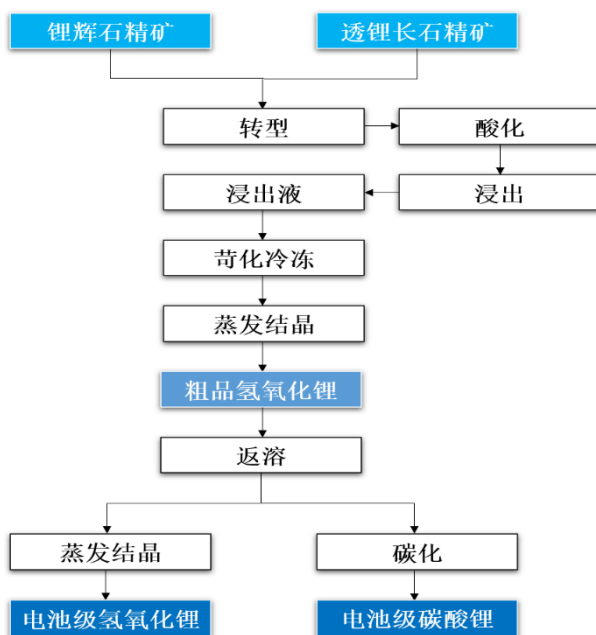 锂辉石精矿
透锂长石精矿
转型
酸化
浸出液
浸出
苛化冷冻
蒸发结晶
粗品氢氧化锂
返溶
蒸发结晶
碳化
电池级氢氧化锂
电池级碳酸锂